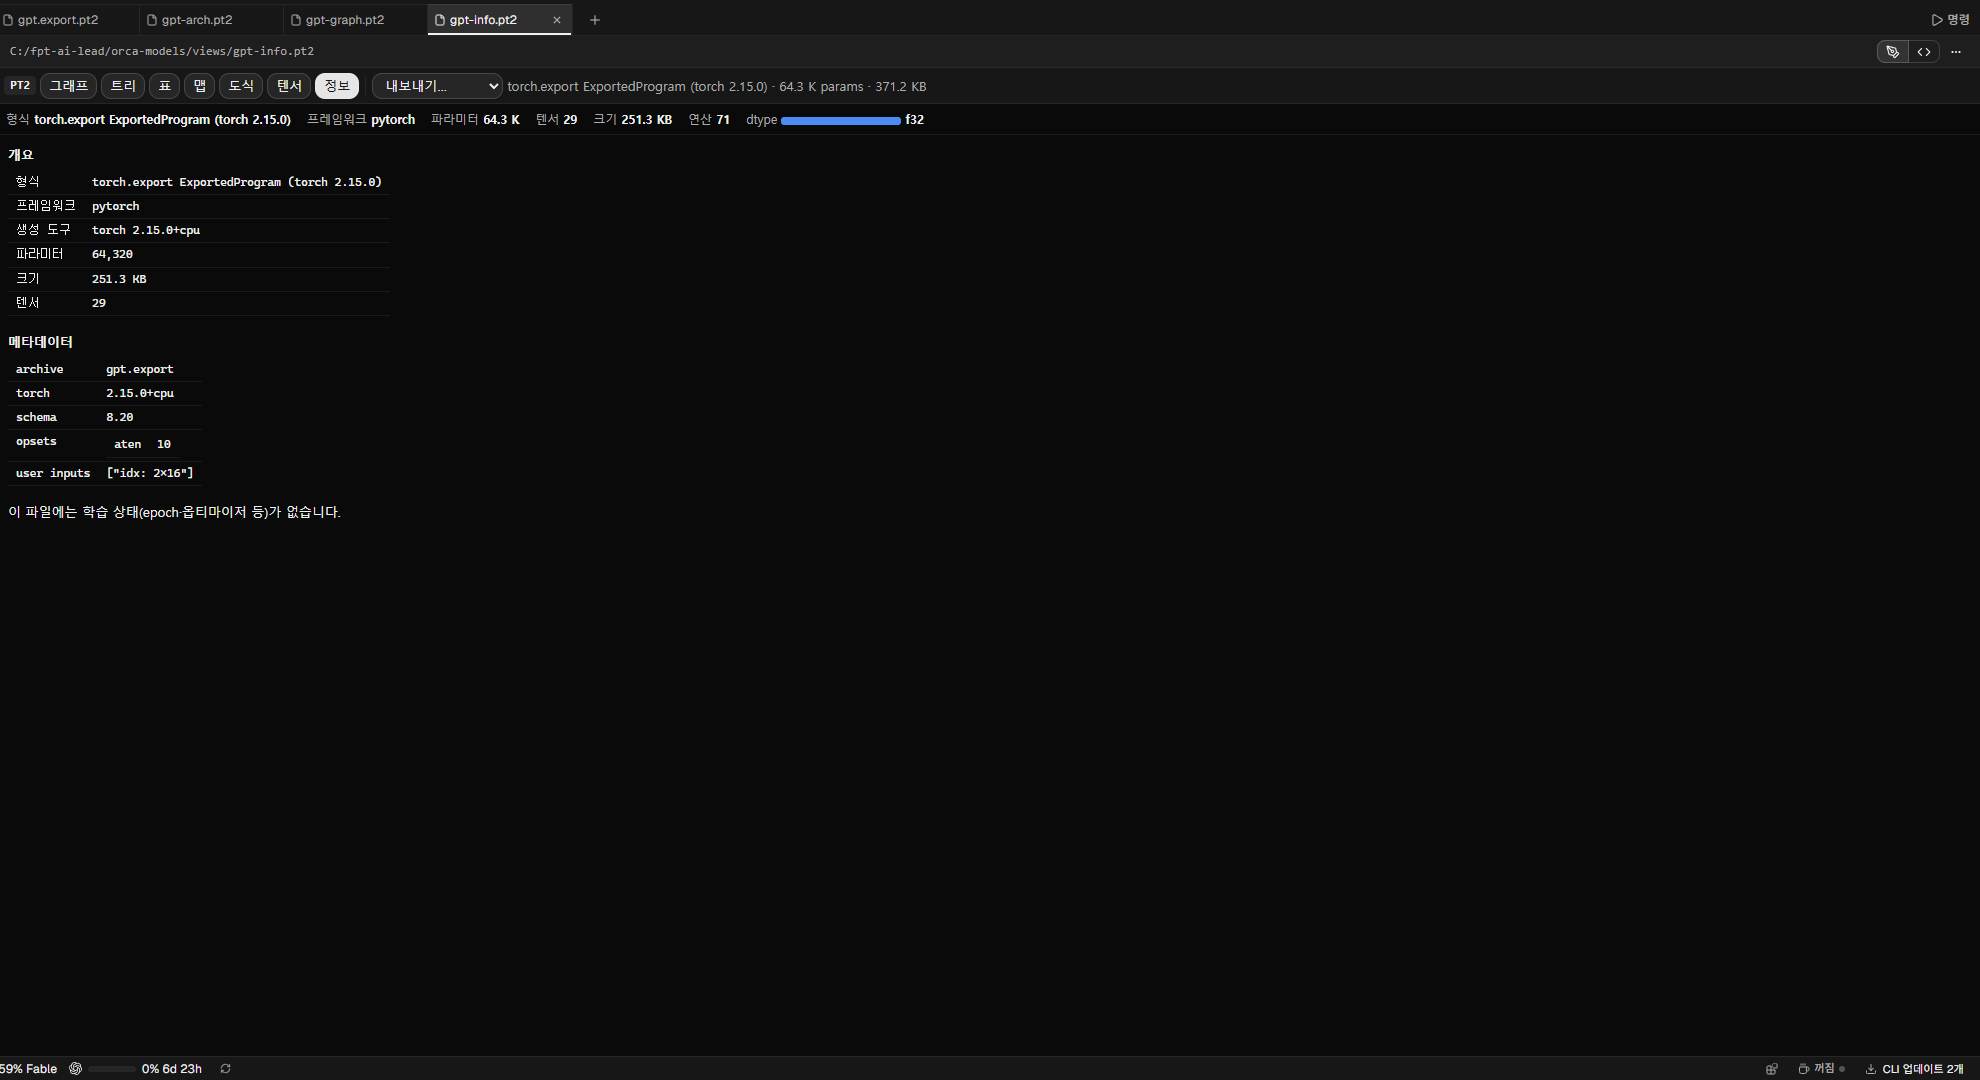 gpt.export.pt2 gpt-arch.pt2 gpt-graph.pt2 gpt-info.pt2 × + 명령
C:/fpt-ai-lead/orca-models/views/gpt-info.pt2 <> ...
PT2 그래프 트리 표 맵 도식 텐서 정보 내보내기... torch.export ExportedProgram (torch 2.15.0) · 64.3 K params · 371.2 KB
형식 torch.export ExportedProgram (torch 2.15.0) 프레임워크 pytorch 파라미터 64.3 K 텐서 29 크기 251.3 KB 연산 71 dtype f32
개요
형식 torch.export ExportedProgram (torch 2.15.0)
프레임워크 pytorch
생성 도구 torch 2.15.0+cpu
파라미터 64,320
크기 251.3 KB
텐서 29
메타데이터
archive gpt.export
torch 2.15.0+cpu
schema 8.20
opsets aten 10
user inputs ["idx: 2×16"]
이 파일에는 학습 상태(epoch·옵티마이저 등)가 없습니다.
59% Fable 0% 6d 23h 꺼짐 CLI 업데이트 2개